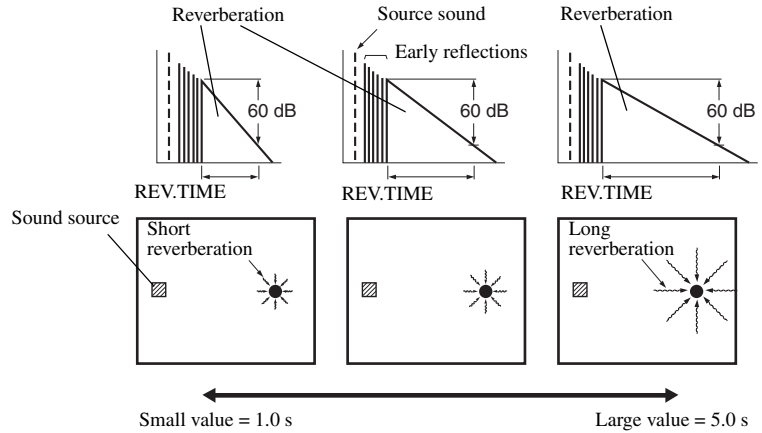 Reverberation
Source sound
Reverberation
Early reflections
60 dB
60 dB
60 dB
REV.TIME
REV.TIME
REV.TIME
Sound source
Short
reverberation
Long
reverberation
Small value = 1.0 s
Large value = 5.0 s